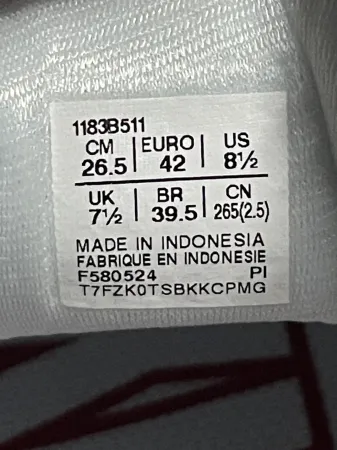 1183B511
CM 26.5 | EURO 42 | US 8½
UK 7½ | BR 39.5 | CN 265(2.5)
MADE IN INDONESIA
FABRIQUE EN INDONESIE
F580524 PI
T7FZK0TSBKKCPMG